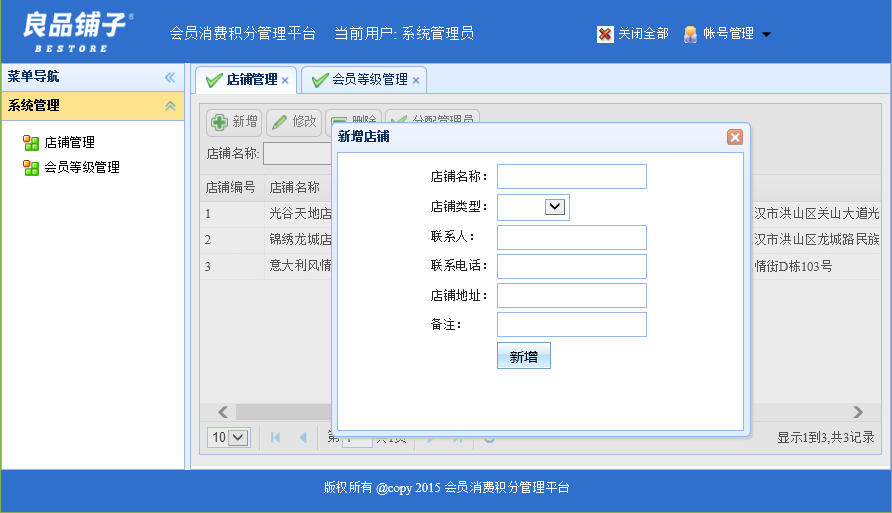 良品铺子®
BESTORE
会员消费积分管理平台 当前用户: 系统管理员
关闭全部 帐号管理
菜单导航
系统管理
店铺管理
会员等级管理
店铺管理 会员等级管理
新增 修改 删除 分配管理员
店铺名称:
店铺编号 店铺名称
1 光谷天地店 汉市洪山区关山大道光
2 锦绣龙城店 汉市洪山区龙城路民族
3 意大利风情 情街D栋103号
新增店铺
店铺名称：
店铺类型：
联系人：
联系电话：
店铺地址：
备注：
新增
10 第 共1页 显示1到3,共3记录
版权所有 @copy 2015 会员消费积分管理平台